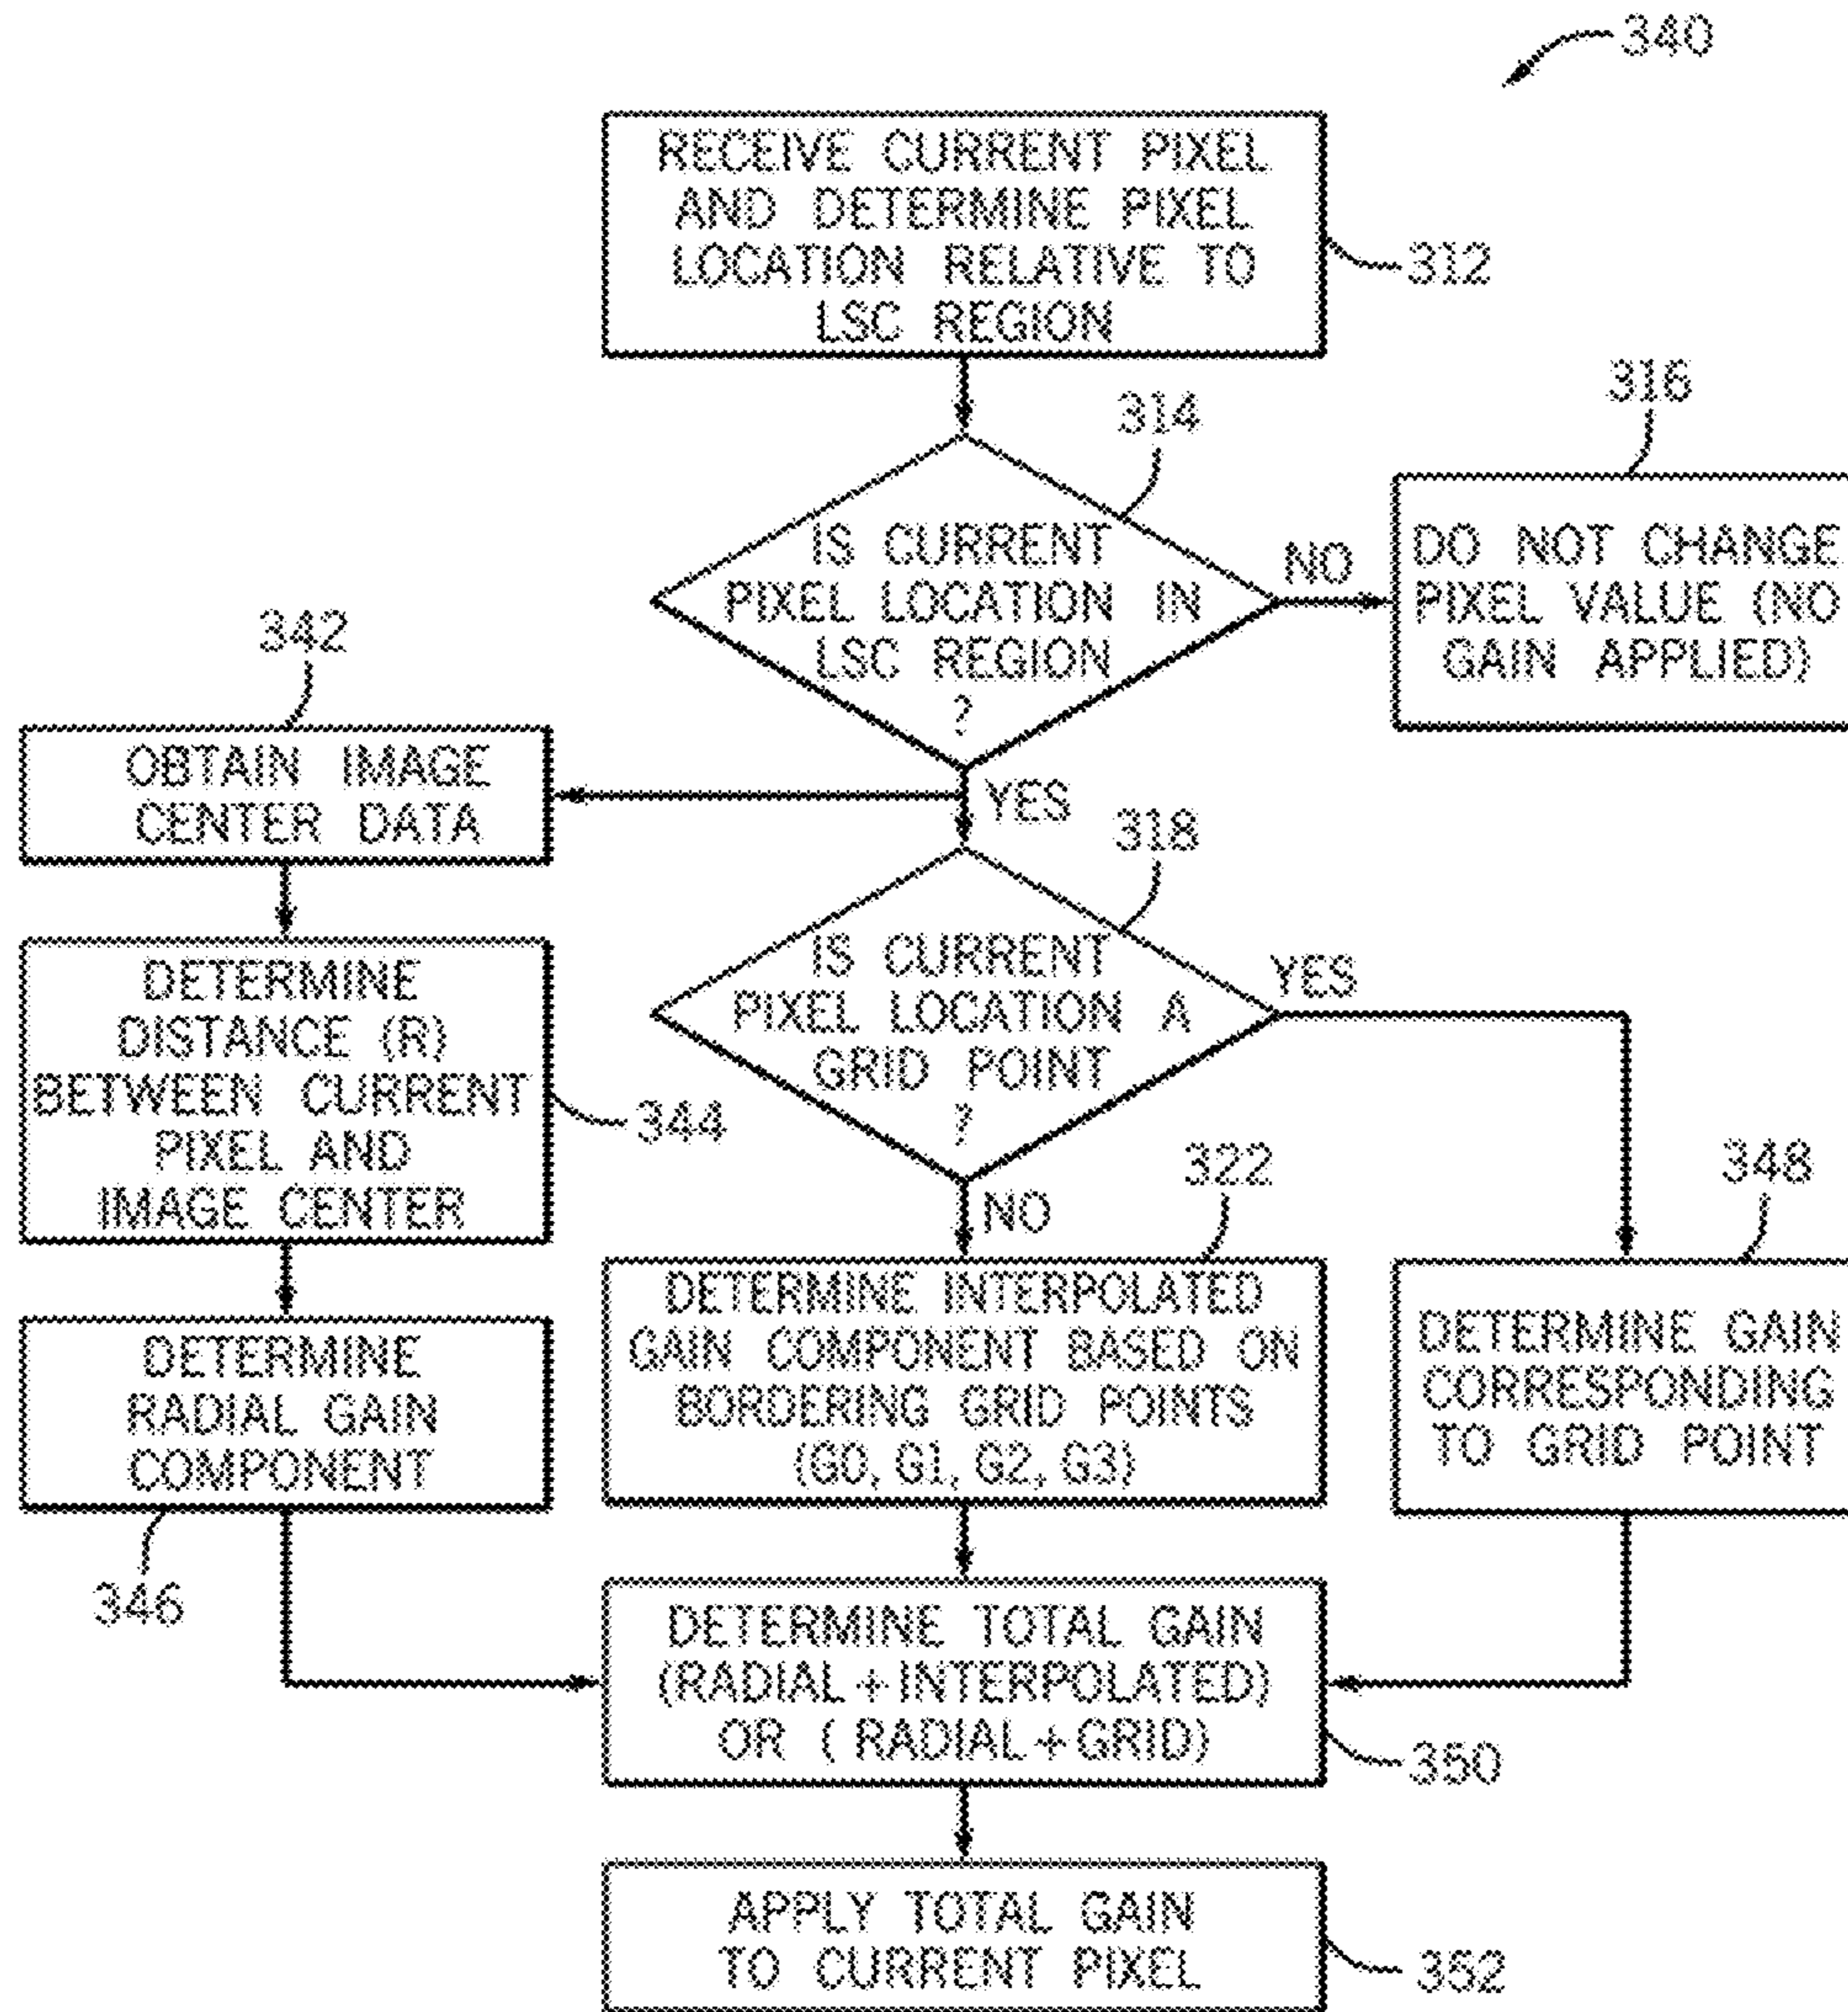 340
RECEIVE CURRENT PIXEL
AND DETERMINE PIXEL
LOCATION RELATIVE TO
LSC REGION
312
314
IS CURRENT
PIXEL LOCATION IN
LSC REGION
?
NO
316
DO NOT CHANGE
PIXEL VALUE (NO
GAIN APPLIED)
YES
342
OBTAIN IMAGE
CENTER DATA
DETERMINE
DISTANCE (R)
BETWEEN CURRENT
PIXEL AND
IMAGE CENTER
344
DETERMINE
RADIAL GAIN
COMPONENT
346
318
IS CURRENT
PIXEL LOCATION A
GRID POINT
?
YES
NO
322
DETERMINE INTERPOLATED
GAIN COMPONENT BASED ON
BORDERING GRID POINTS
(G0, G1, G2, G3)
348
DETERMINE GAIN
CORRESPONDING
TO GRID POINT
DETERMINE TOTAL GAIN
(RADIAL + INTERPOLATED)
OR ( RADIAL + GRID)
350
APPLY TOTAL GAIN
TO CURRENT PIXEL
352